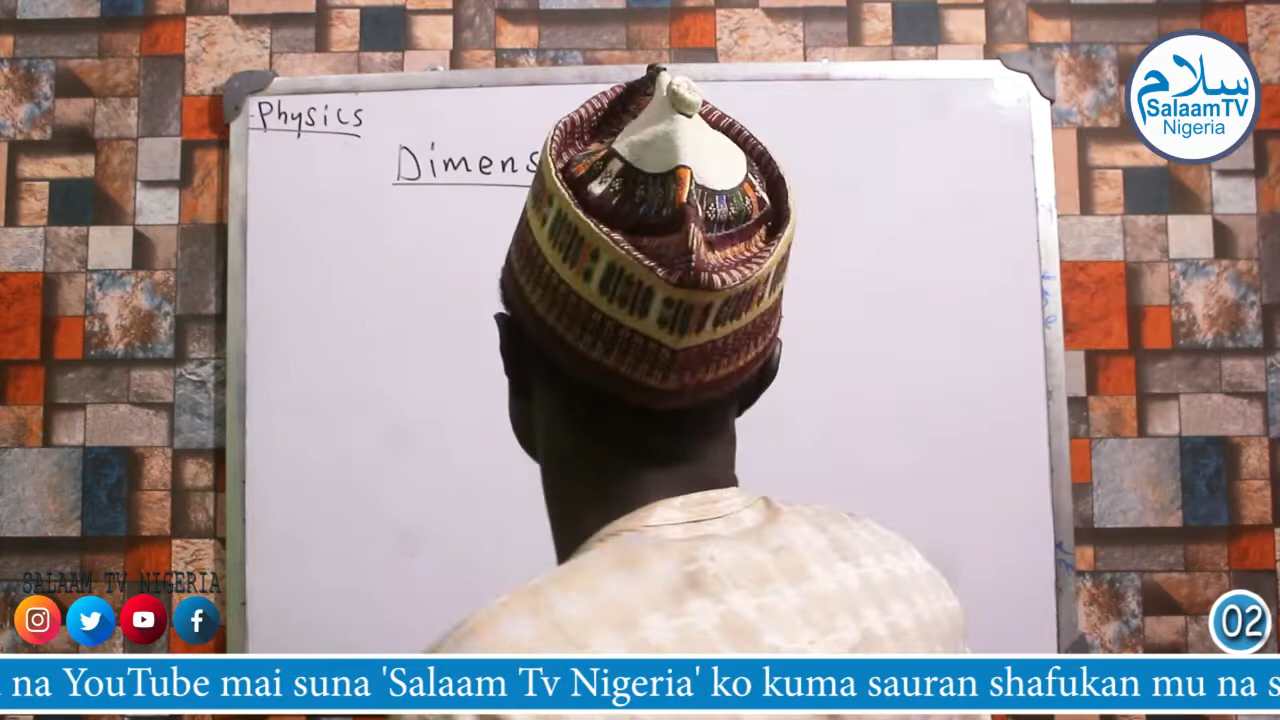 Physics
Dimens
سلام
SalaamTV
Nigeria
SALAAM TV NIGERIA
02
na YouTube mai suna 'Salaam Tv Nigeria' ko kuma sauran shafukan mu na s